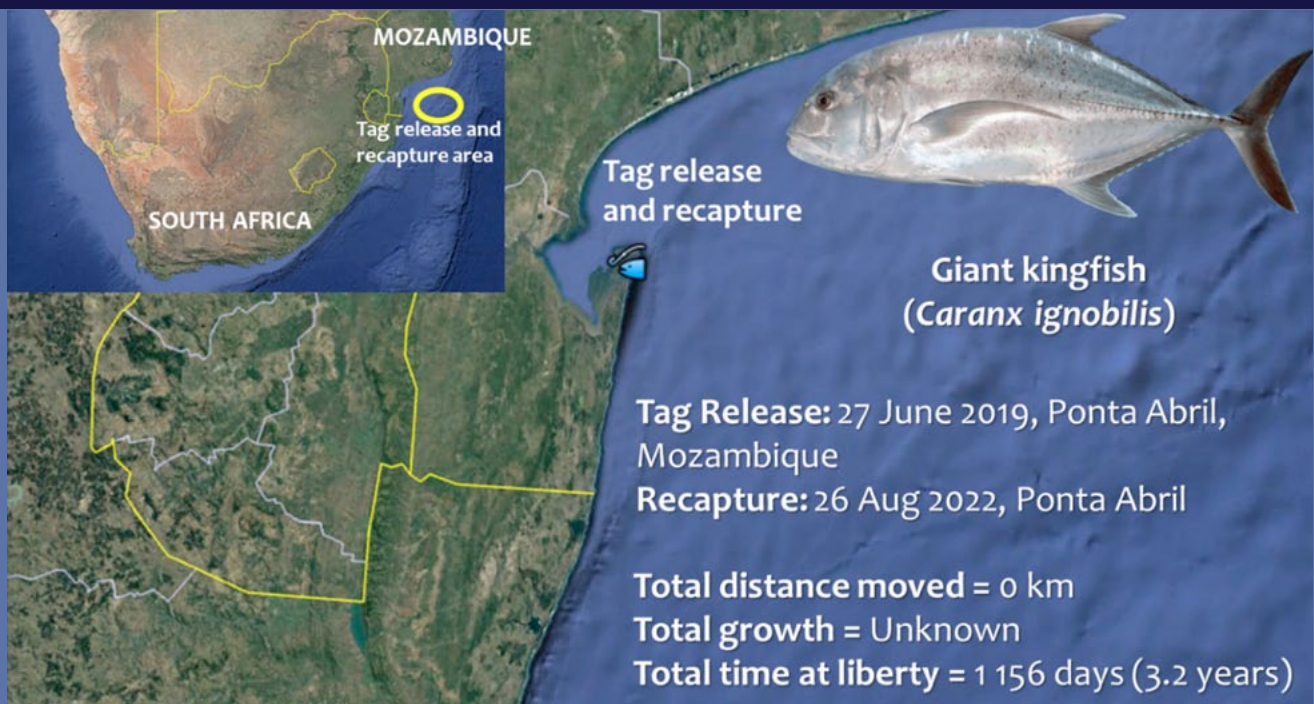 MOZAMBIQUE
Tag release and
recapture area
SOUTH AFRICA
Tag release
and recapture
Giant kingfish
(Caranx ignobilis)
Tag Release: 27 June 2019, Ponta Abril,
Mozambique
Recapture: 26 Aug 2022, Ponta Abril
Total distance moved = 0 km
Total growth = Unknown
Total time at liberty = 1 156 days (3.2 years)